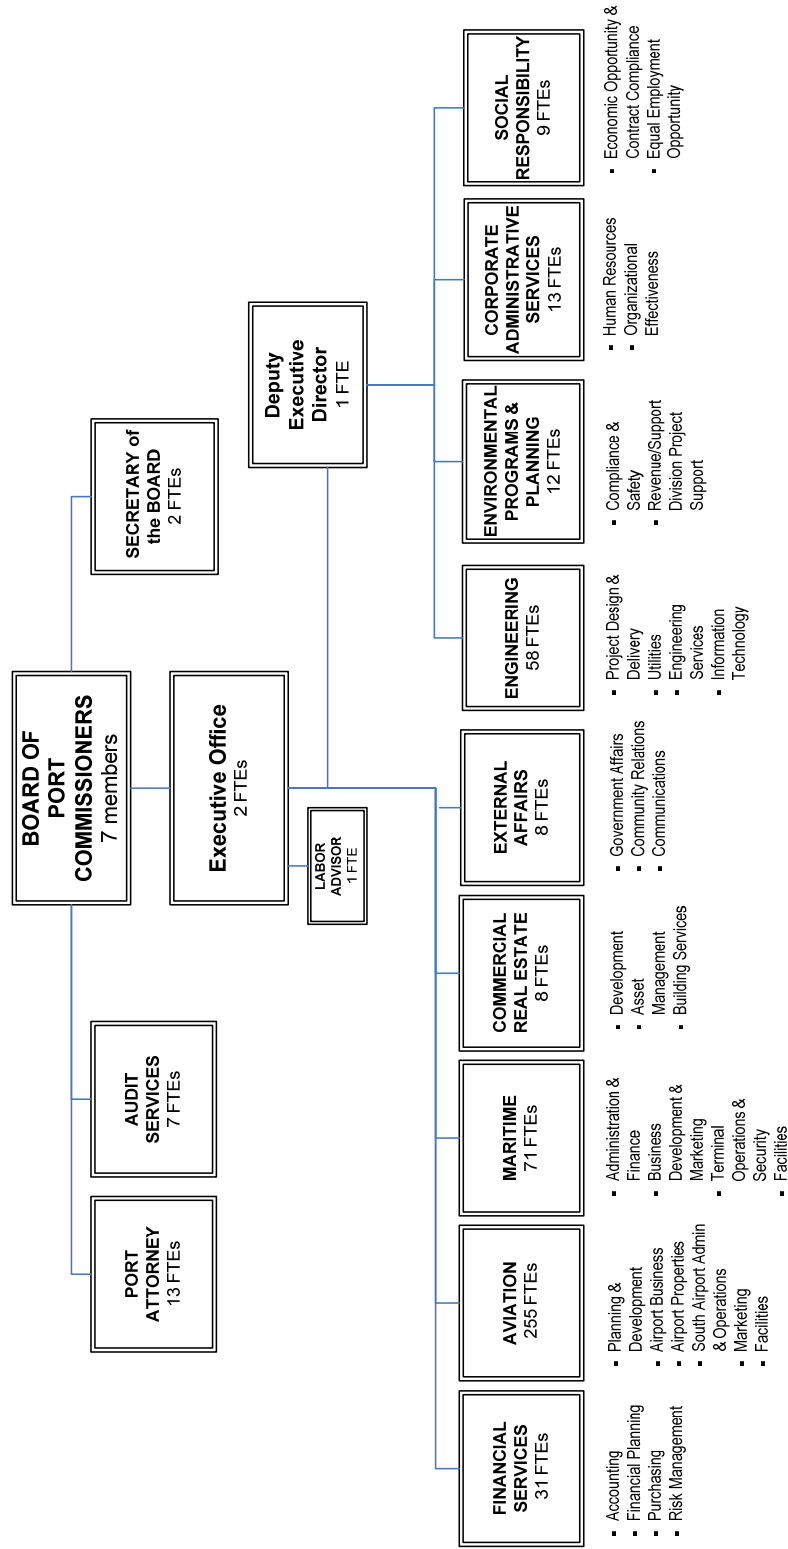 BOARD OF
PORT
COMMISSIONERS
7 members
PORT
ATTORNEY
13 FTEs
AUDIT
SERVICES
7 FTEs
SECRETARY of
the BOARD
2 FTEs
Executive Office
2 FTEs
LABOR
ADVISOR
1 FTE
Deputy
Executive
Director
1 FTE
FINANCIAL
SERVICES
31 FTEs
▪ Accounting
▪ Financial Planning
▪ Purchasing
▪ Risk Management
AVIATION
255 FTEs
▪ Planning &
Development
▪ Airport Business
▪ Airport Properties
▪ South Airport Admin
& Operations
▪ Marketing
▪ Facilities
MARITIME
71 FTEs
▪ Administration &
Finance
▪ Business
Development &
Marketing
▪ Terminal
Operations &
Security
▪ Facilities
COMMERCIAL
REAL ESTATE
8 FTEs
▪ Development
▪ Asset
Management
▪ Building Services
EXTERNAL
AFFAIRS
8 FTEs
▪ Government Affairs
▪ Community Relations
▪ Communications
ENGINEERING
58 FTEs
▪ Project Design &
Delivery
▪ Utilities
▪ Engineering
Services
▪ Information
Technology
ENVIRONMENTAL
PROGRAMS &
PLANNING
12 FTEs
▪ Compliance &
Safety
▪ Revenue/Support
Division Project
Support
CORPORATE
ADMINISTRATIVE
SERVICES
13 FTEs
▪ Human Resources
▪ Organizational
Effectiveness
SOCIAL
RESPONSIBILITY
9 FTEs
▪ Economic Opportunity &
Contract Compliance
▪ Equal Employment
Opportunity